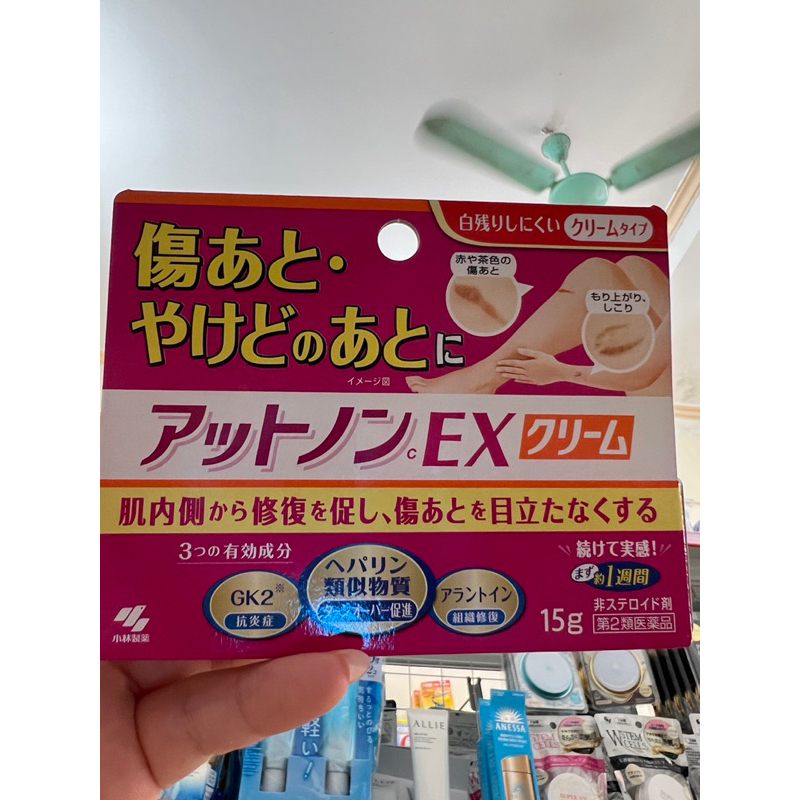 白残りしにくい クリームタイプ
傷あと・
やけどのあとに
赤や茶色の
傷あと
もり上がり、
しこり
イメージ図
アットノンc EX クリーム
肌内側から修復を促し、傷あとを目立たなくする
3つの有効成分
GK2※
抗炎症
ヘパリン
類似物質
ターンオーバー促進
アラントイン
組織修復
続けて実感!
まず約1週間
15g
非ステロイド剤
第2類医薬品
小林製薬
軽い!
ALLIE
ANESSA